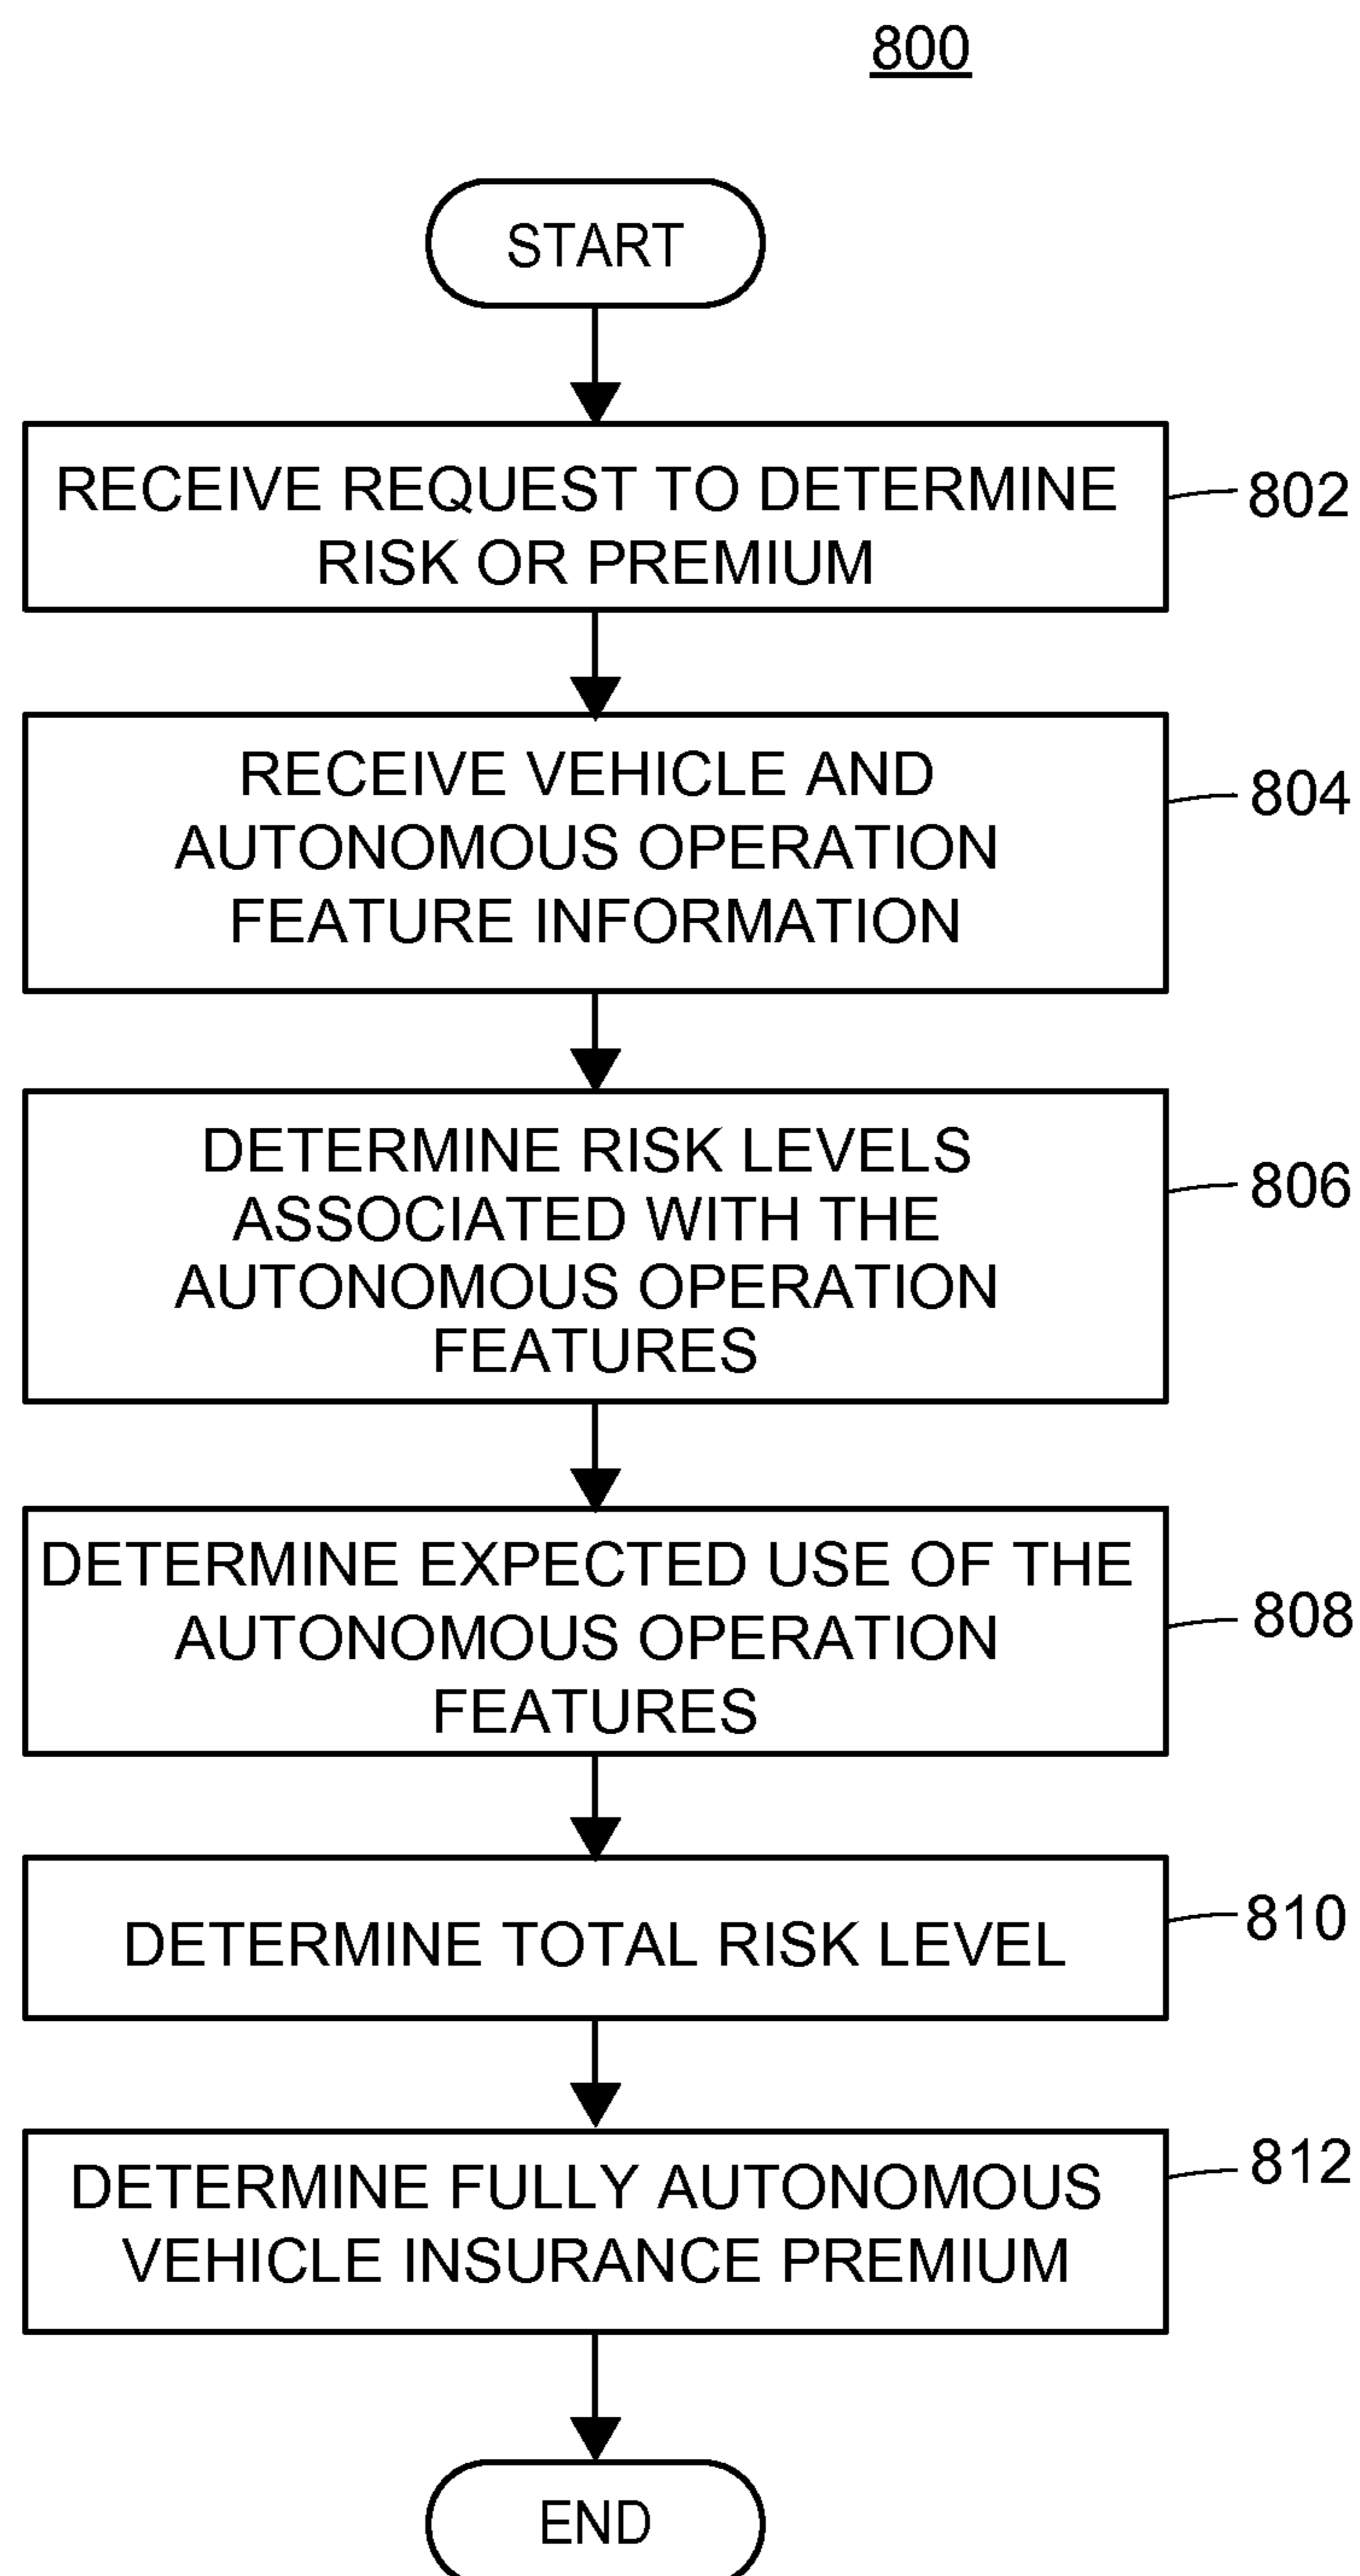 800
START
RECEIVE REQUEST TO DETERMINE
RISK OR PREMIUM
802
RECEIVE VEHICLE AND
AUTONOMOUS OPERATION
FEATURE INFORMATION
804
DETERMINE RISK LEVELS
ASSOCIATED WITH THE
AUTONOMOUS OPERATION
FEATURES
806
DETERMINE EXPECTED USE OF THE
AUTONOMOUS OPERATION
FEATURES
808
DETERMINE TOTAL RISK LEVEL
810
DETERMINE FULLY AUTONOMOUS
VEHICLE INSURANCE PREMIUM
812
END